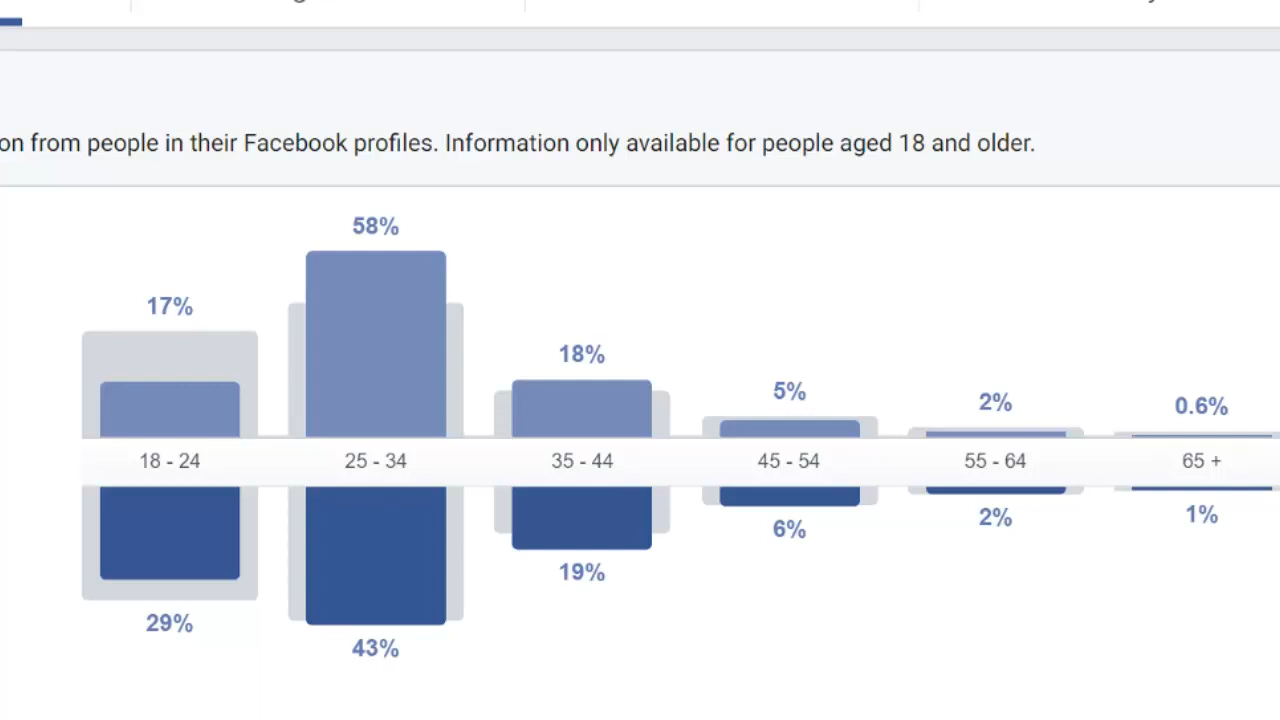 on from people in their Facebook profiles. Information only available for people aged 18 and older.
58%
17%
18%
5%
2%
0.6%
18 - 24
25 - 34
35 - 44
45 - 54
55 - 64
65 +
29%
43%
19%
6%
2%
1%